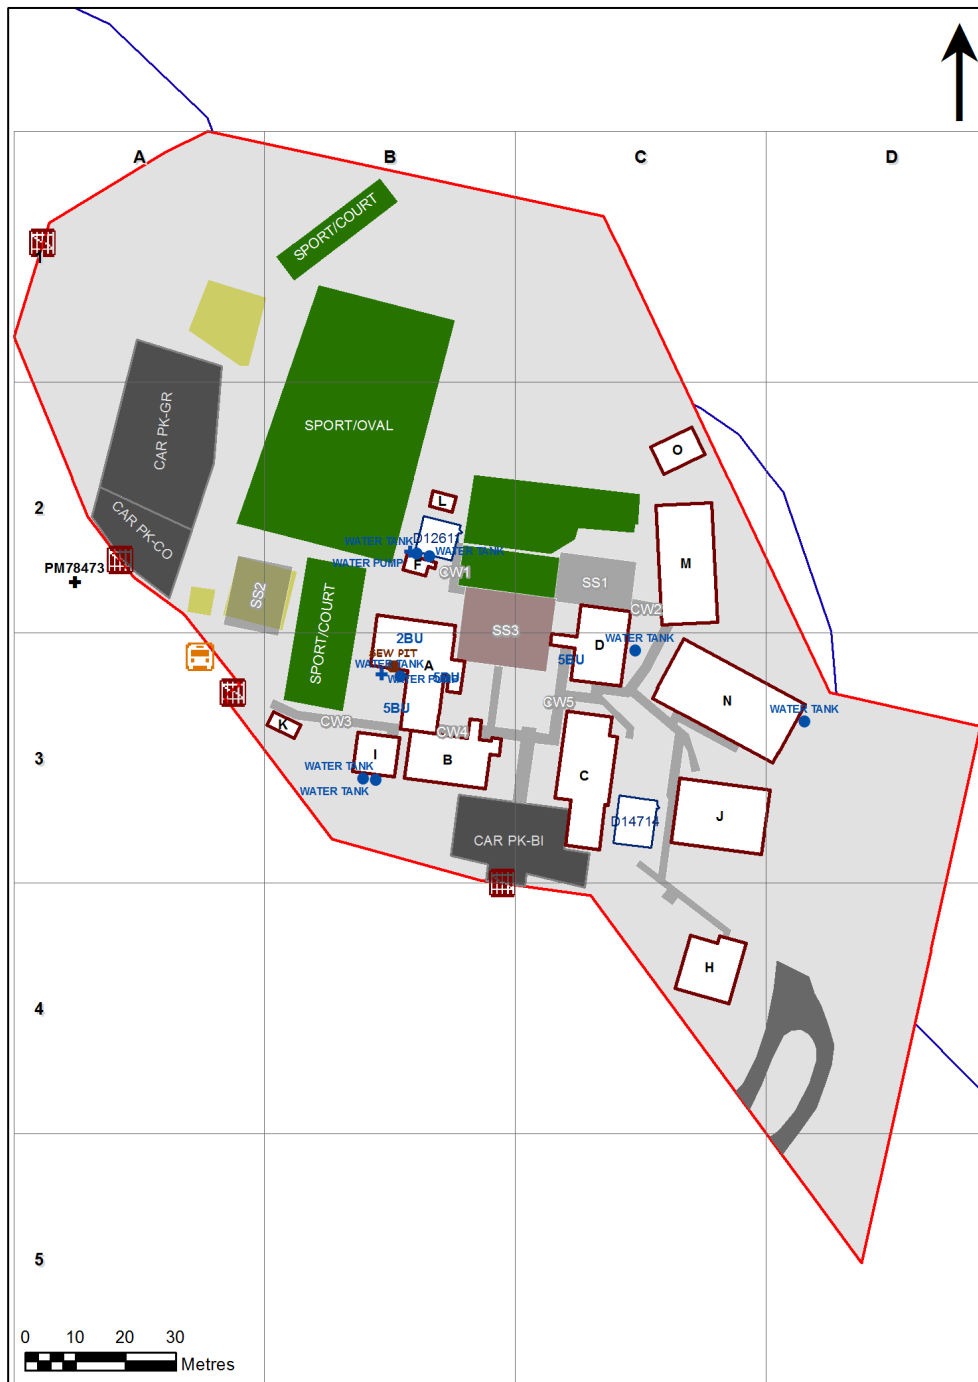 A
B
C
D
SPORT/COURT
1
SPORT/OVAL
CAR PK-GR
O
2
L
CAR PK-CO
D12611
WATER TANK
WATER TANK
WATER PUMP
F
CW1
M
PM78473
SS1
SS2
CW2
SPORT/COURT
SS3
2BU
WATER TANK
D
SEW PIT
WATER TANK
A
5BU
WATER PUMP
5BU
5BU
CW5
N
WATER TANK
K
CW3
CW4
I
B
3
WATER TANK
C
WATER TANK
J
D14714
CAR PK-BI
H
4
5
0 10 20 30
Metres